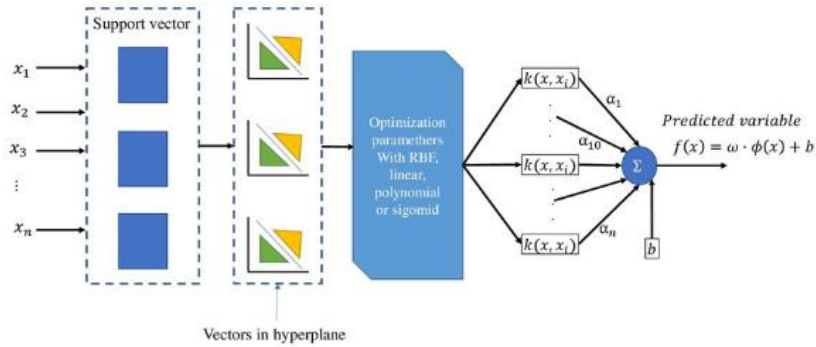 Support vector
x₁
x₂
x₃
⋮
xₙ
Vectors in hyperplane
Optimization
paramethers
With RBF,
linear,
polynomial
or sigomid
k(x, xᵢ)
k(x, xᵢ)
k(x, xᵢ)
α₁
α₁₀
αₙ
Σ
b
Predicted variable
f(x) = ω · ϕ(x) + b